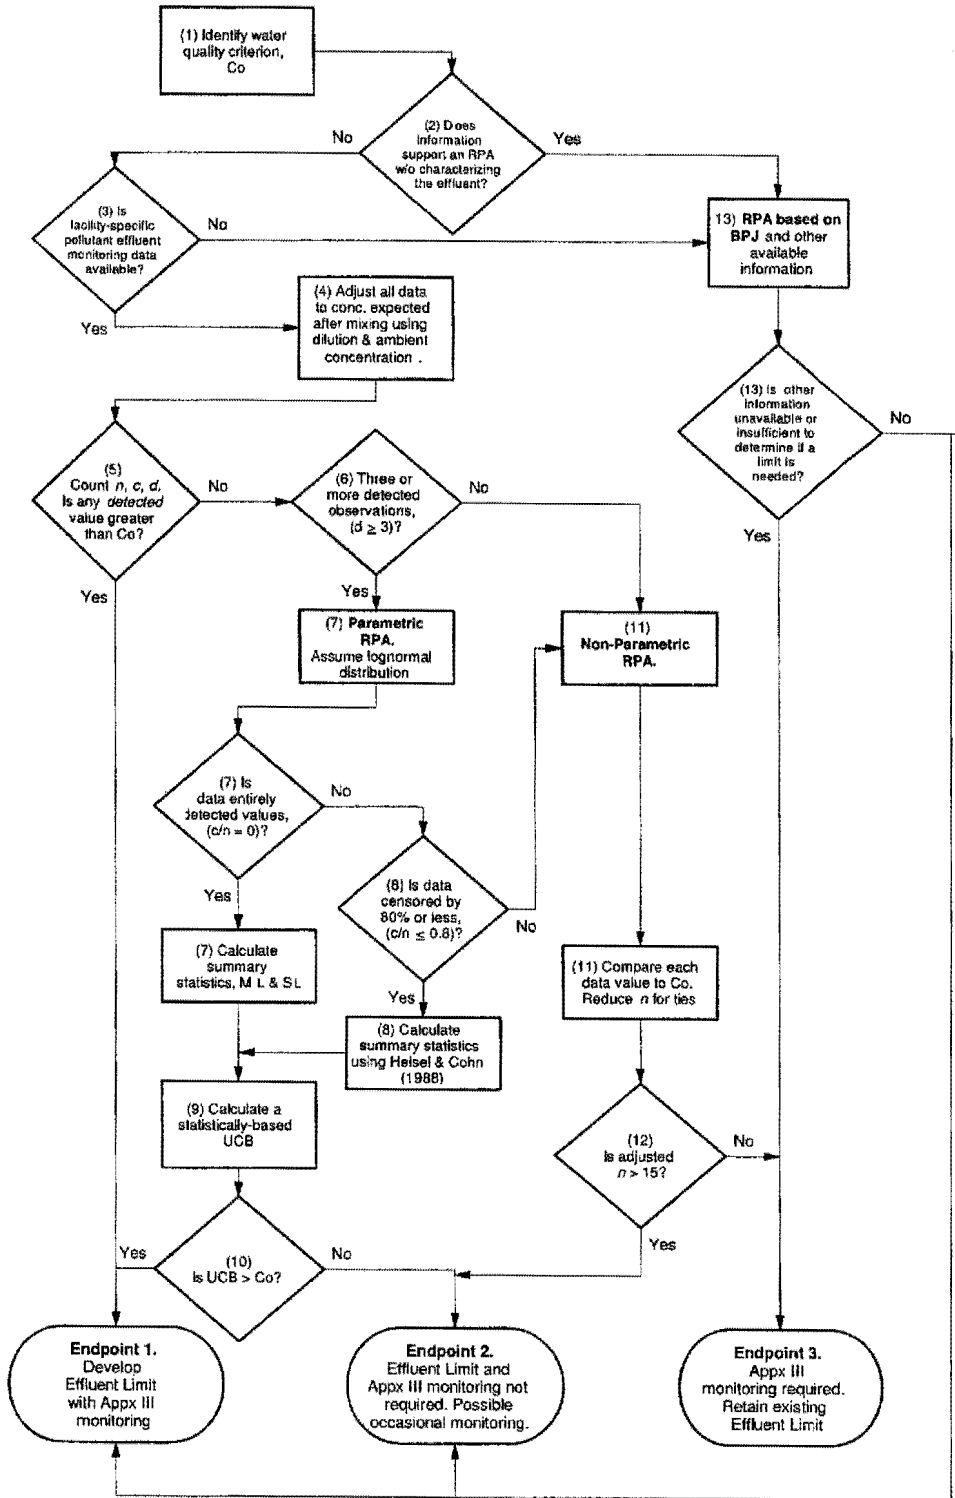 (1) Identify water
quality criterion,
Co
(2) Does
information
support an RPA
w/o characterizing
the effluent?
No
Yes
(3) Is
facility-specific
pollutant effluent
monitoring data
available?
No
Yes
13) RPA based on
BPJ and other
available
information
(4) Adjust all data
to conc. expected
after mixing using
dilution & ambient
concentration .
(13) Is other
information
unavailable or
insufficient to
determine if a
limit is
needed?
No
Yes
(5)
Count n, c, d.
Is any detected
value greater
than Co?
No
Yes
(6) Three or
more detected
observations,
(d ≥ 3)?
No
Yes
(7) Parametric
RPA.
Assume lognormal
distribution
(11)
Non-Parametric
RPA.
(7) Is
data entirely
detected values,
(c/n = 0)?
No
Yes
(8) Is data
censored by
80% or less,
(c/n ≤ 0.8)?
No
Yes
(7) Calculate
summary
statistics, M L & S L
(8) Calculate
summary statistics
using Helsel & Cohn
(1988)
(11) Compare each
data value to Co.
Reduce n for ties
(9) Calculate a
statistically-based
UCB
(12)
Is adjusted
n > 15?
No
Yes
(10)
Is UCB > Co?
Yes
No
Endpoint 1.
Develop
Effluent Limit
with Appx III
monitoring
Endpoint 2.
Effluent Limit and
Appx III monitoring not
required. Possible
occasional monitoring.
Endpoint 3.
Appx III
monitoring required.
Retain existing
Effluent Limit